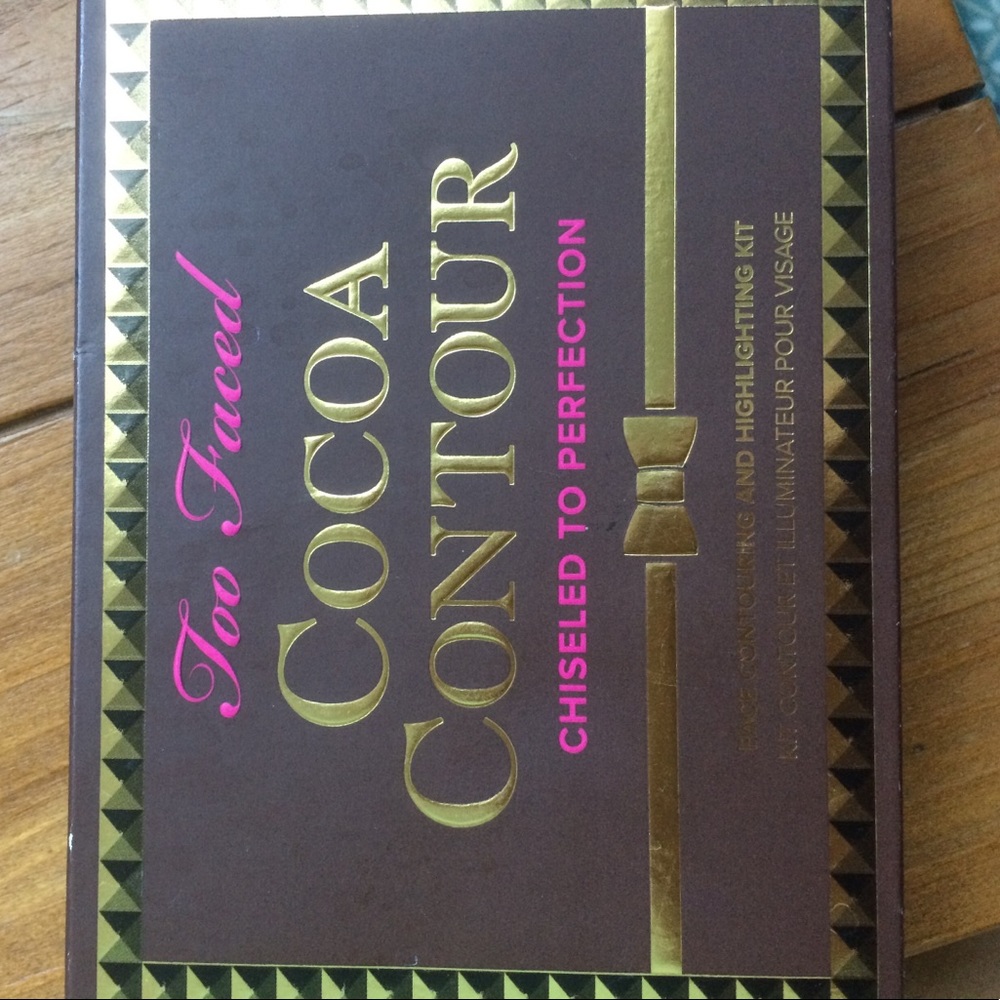 Too Faced
COCOA
CONTOUR
CHISELED TO PERFECTION
FACE CONTOURING AND HIGHLIGHTING KIT
KIT CONTOUR ET ILLUMINATEUR POUR VISAGE